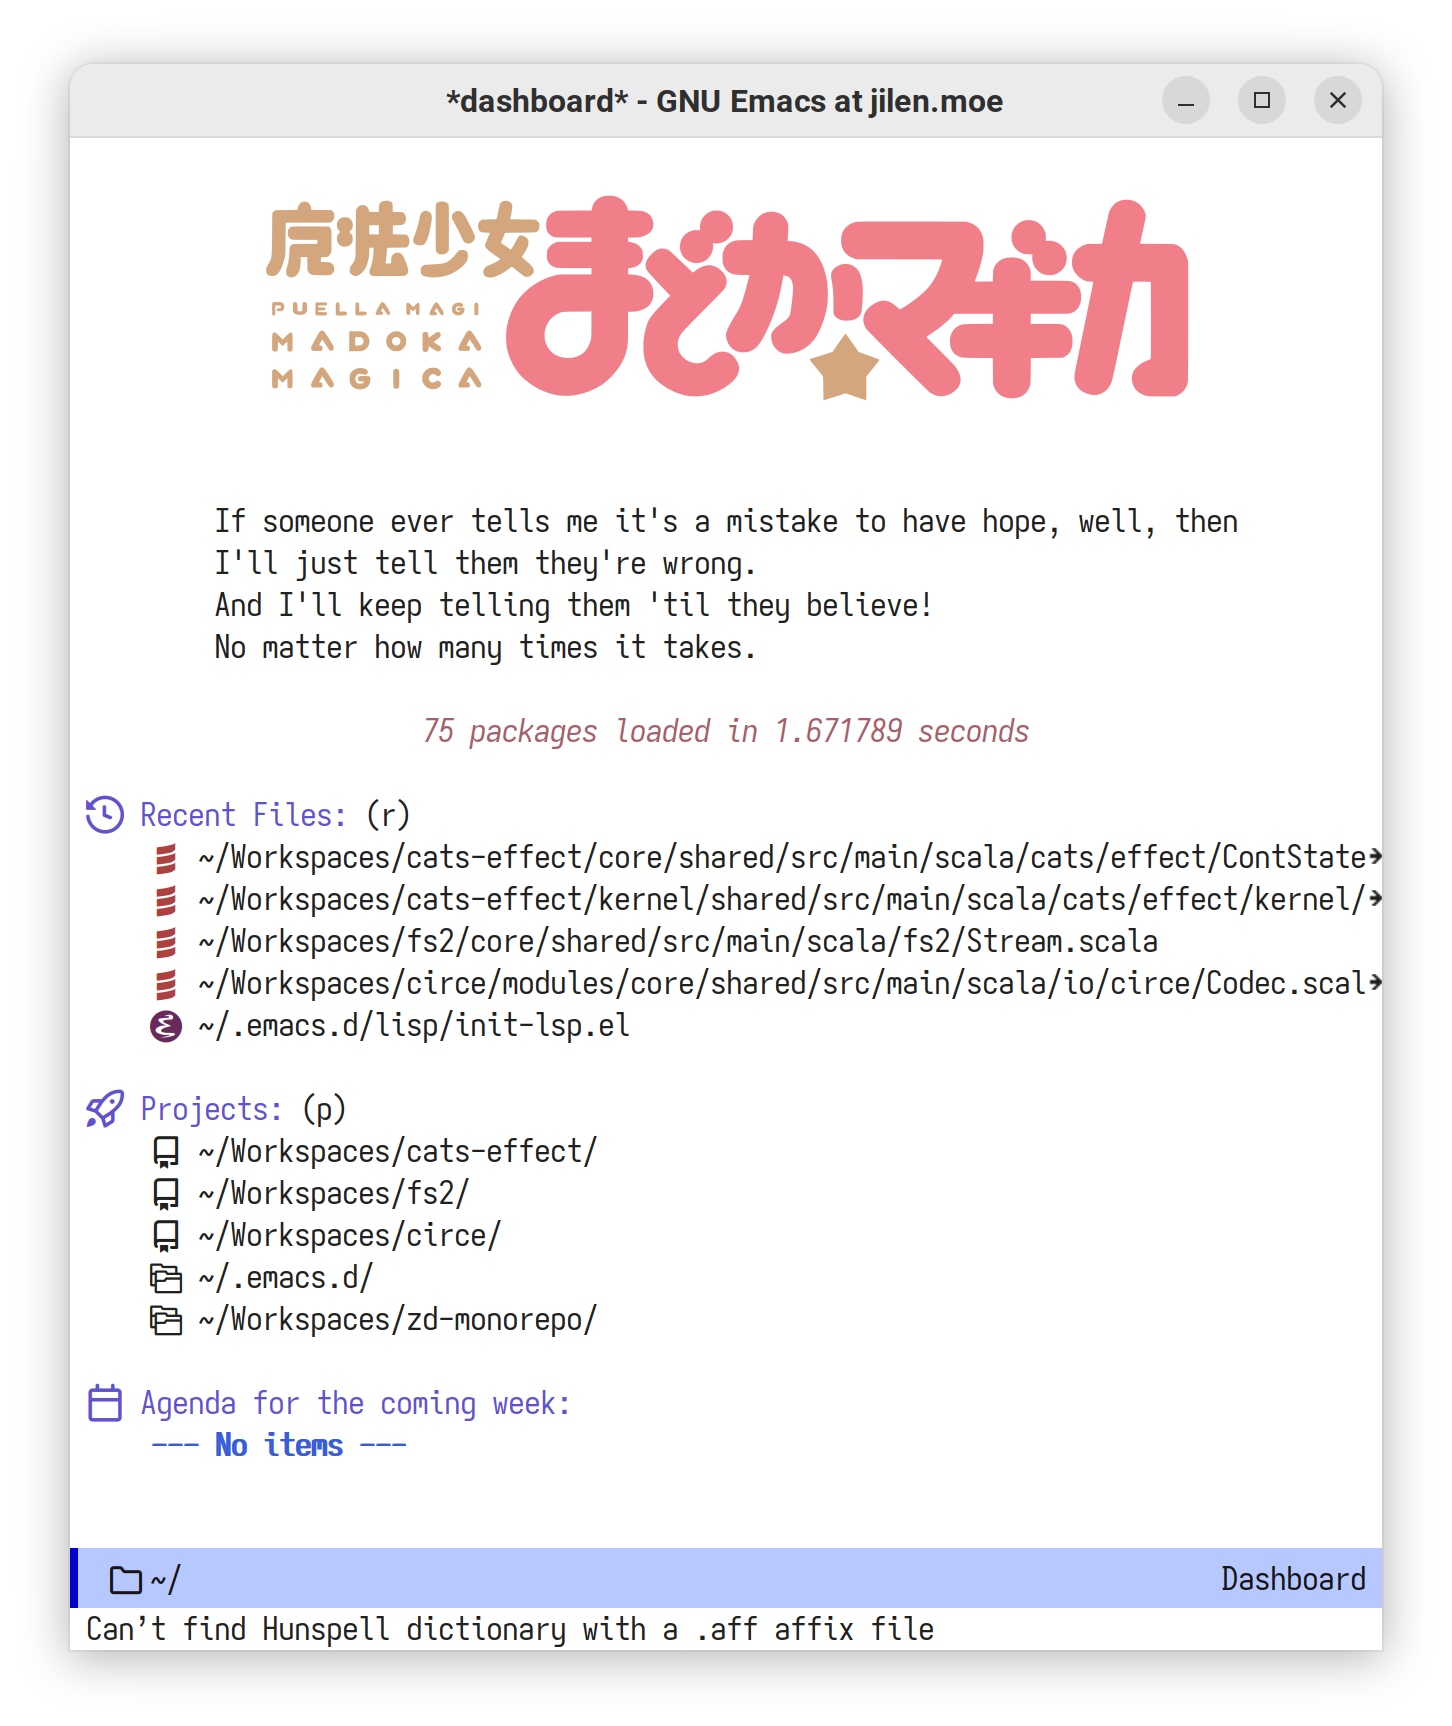 *dashboard* - GNU Emacs at jilen.moe
魔法少女
まどか☆マギカ
PUELLA MAGI
MADOKA
MAGICA
If someone ever tells me it's a mistake to have hope, well, then
I'll just tell them they're wrong.
And I'll keep telling them 'til they believe!
No matter how many times it takes.
75 packages loaded in 1.671789 seconds
Recent Files: (r)
~/Workspaces/cats-effect/core/shared/src/main/scala/cats/effect/ContState
~/Workspaces/cats-effect/kernel/shared/src/main/scala/cats/effect/kernel/
~/Workspaces/fs2/core/shared/src/main/scala/fs2/Stream.scala
~/Workspaces/circe/modules/core/shared/src/main/scala/io/circe/Codec.scal
~/.emacs.d/lisp/init-lsp.el
Projects: (p)
~/Workspaces/cats-effect/
~/Workspaces/fs2/
~/Workspaces/circe/
~/.emacs.d/
~/Workspaces/zd-monorepo/
Agenda for the coming week:
--- No items ---
~/ Dashboard
Can’t find Hunspell dictionary with a .aff affix file